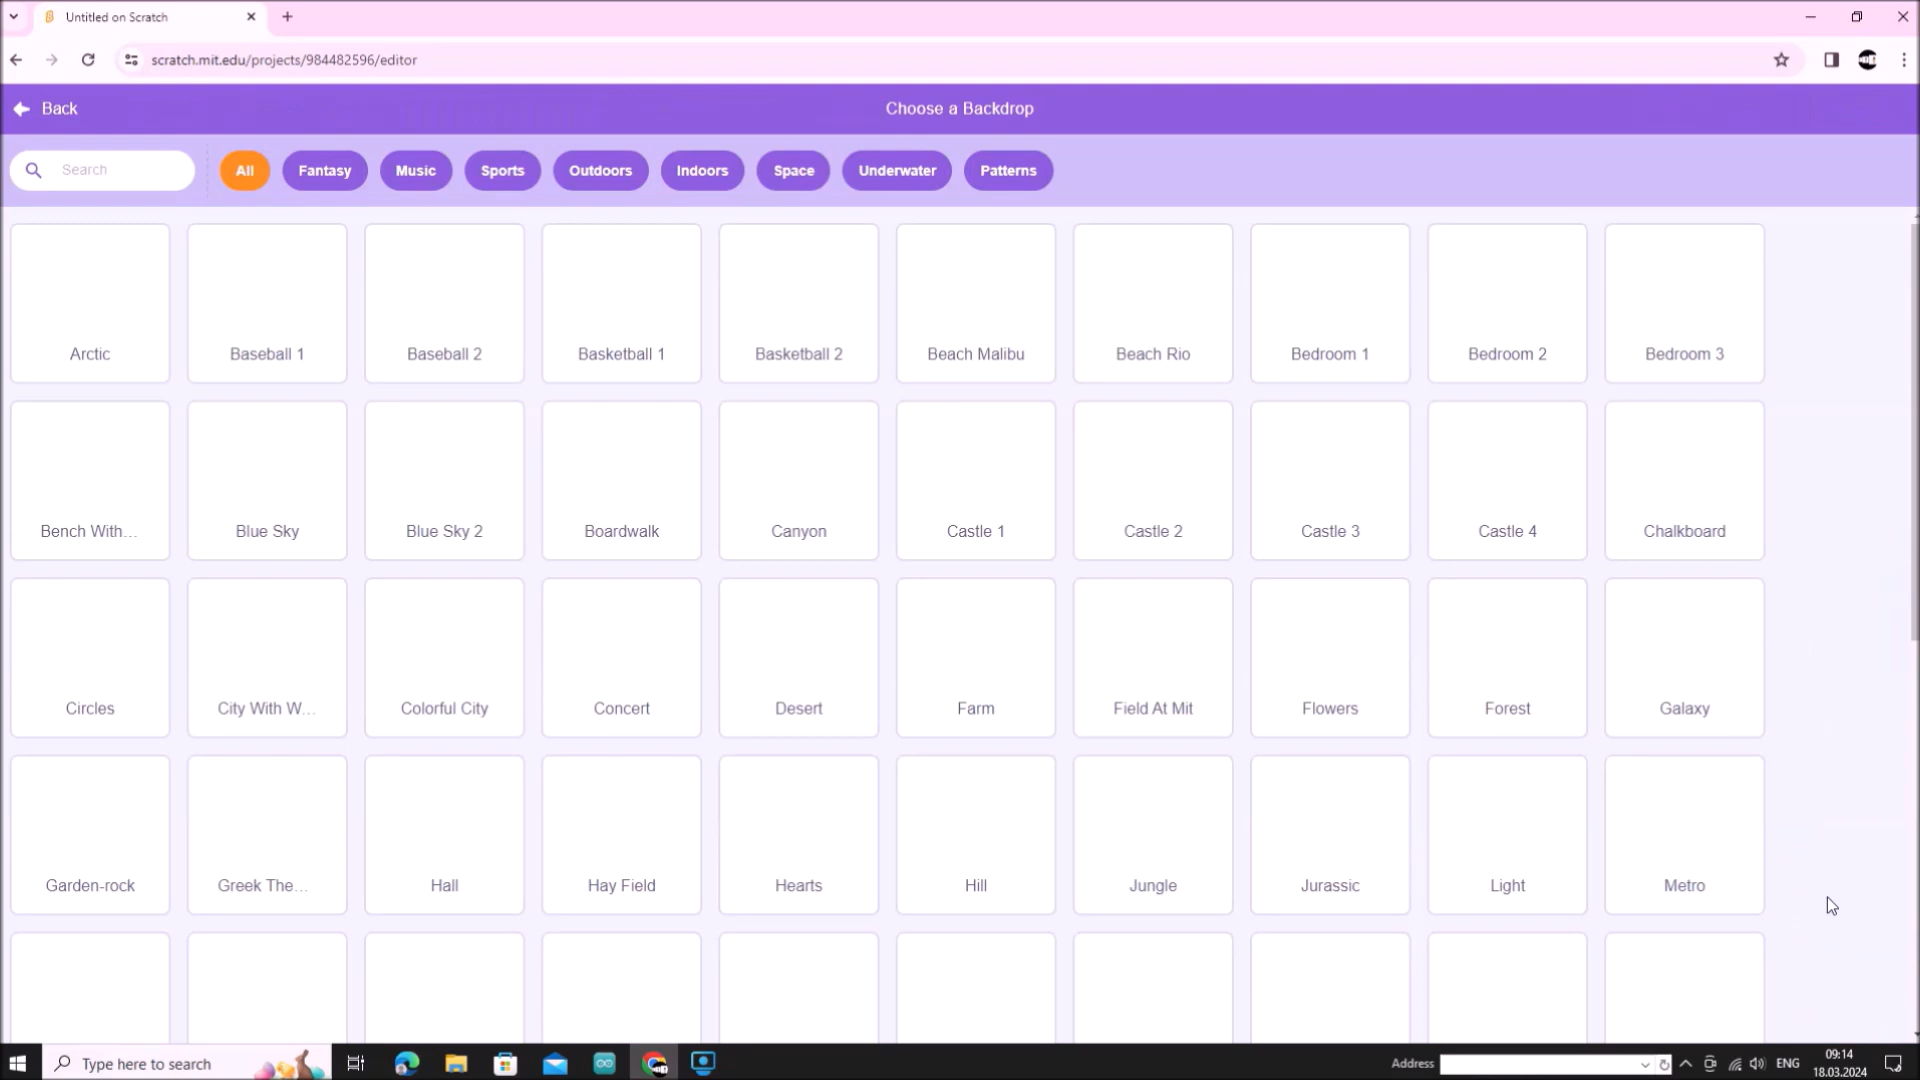 Untitled on Scratch
scratch.mit.edu/projects/984482596/editor
Back
Choose a Backdrop
Search
All
Fantasy
Music
Sports
Outdoors
Indoors
Space
Underwater
Patterns
Arctic
Baseball 1
Baseball 2
Basketball 1
Basketball 2
Beach Malibu
Beach Rio
Bedroom 1
Bedroom 2
Bedroom 3
Bench With...
Blue Sky
Blue Sky 2
Boardwalk
Canyon
Castle 1
Castle 2
Castle 3
Castle 4
Chalkboard
Circles
City With W...
Colorful City
Concert
Desert
Farm
Field At Mit
Flowers
Forest
Galaxy
Garden-rock
Greek The...
Hall
Hay Field
Hearts
Hill
Jungle
Jurassic
Light
Metro
Type here to search
Address
ENG
09:14
18.03.2024